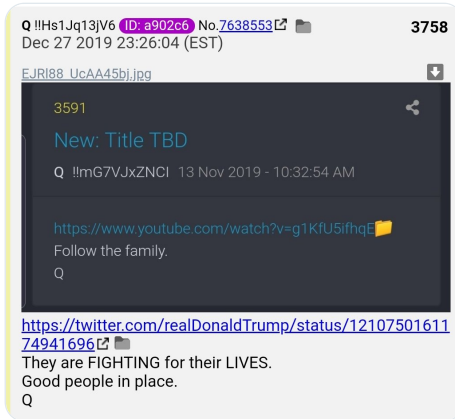 Q !!Hs1Jq13jV6 ID: a902c6 No.7638553 3758
Dec 27 2019 23:26:04 (EST)
EJRl88_UcAA45bj.jpg
3591
New: Title TBD
Q !!mG7VJxZNCI 13 Nov 2019 - 10:32:54 AM
https://www.youtube.com/watch?v=g1KfU5ifhqE
Follow the family.
Q
https://twitter.com/realDonaldTrump/status/12107501611
74941696
They are FIGHTING for their LIVES.
Good people in place.
Q